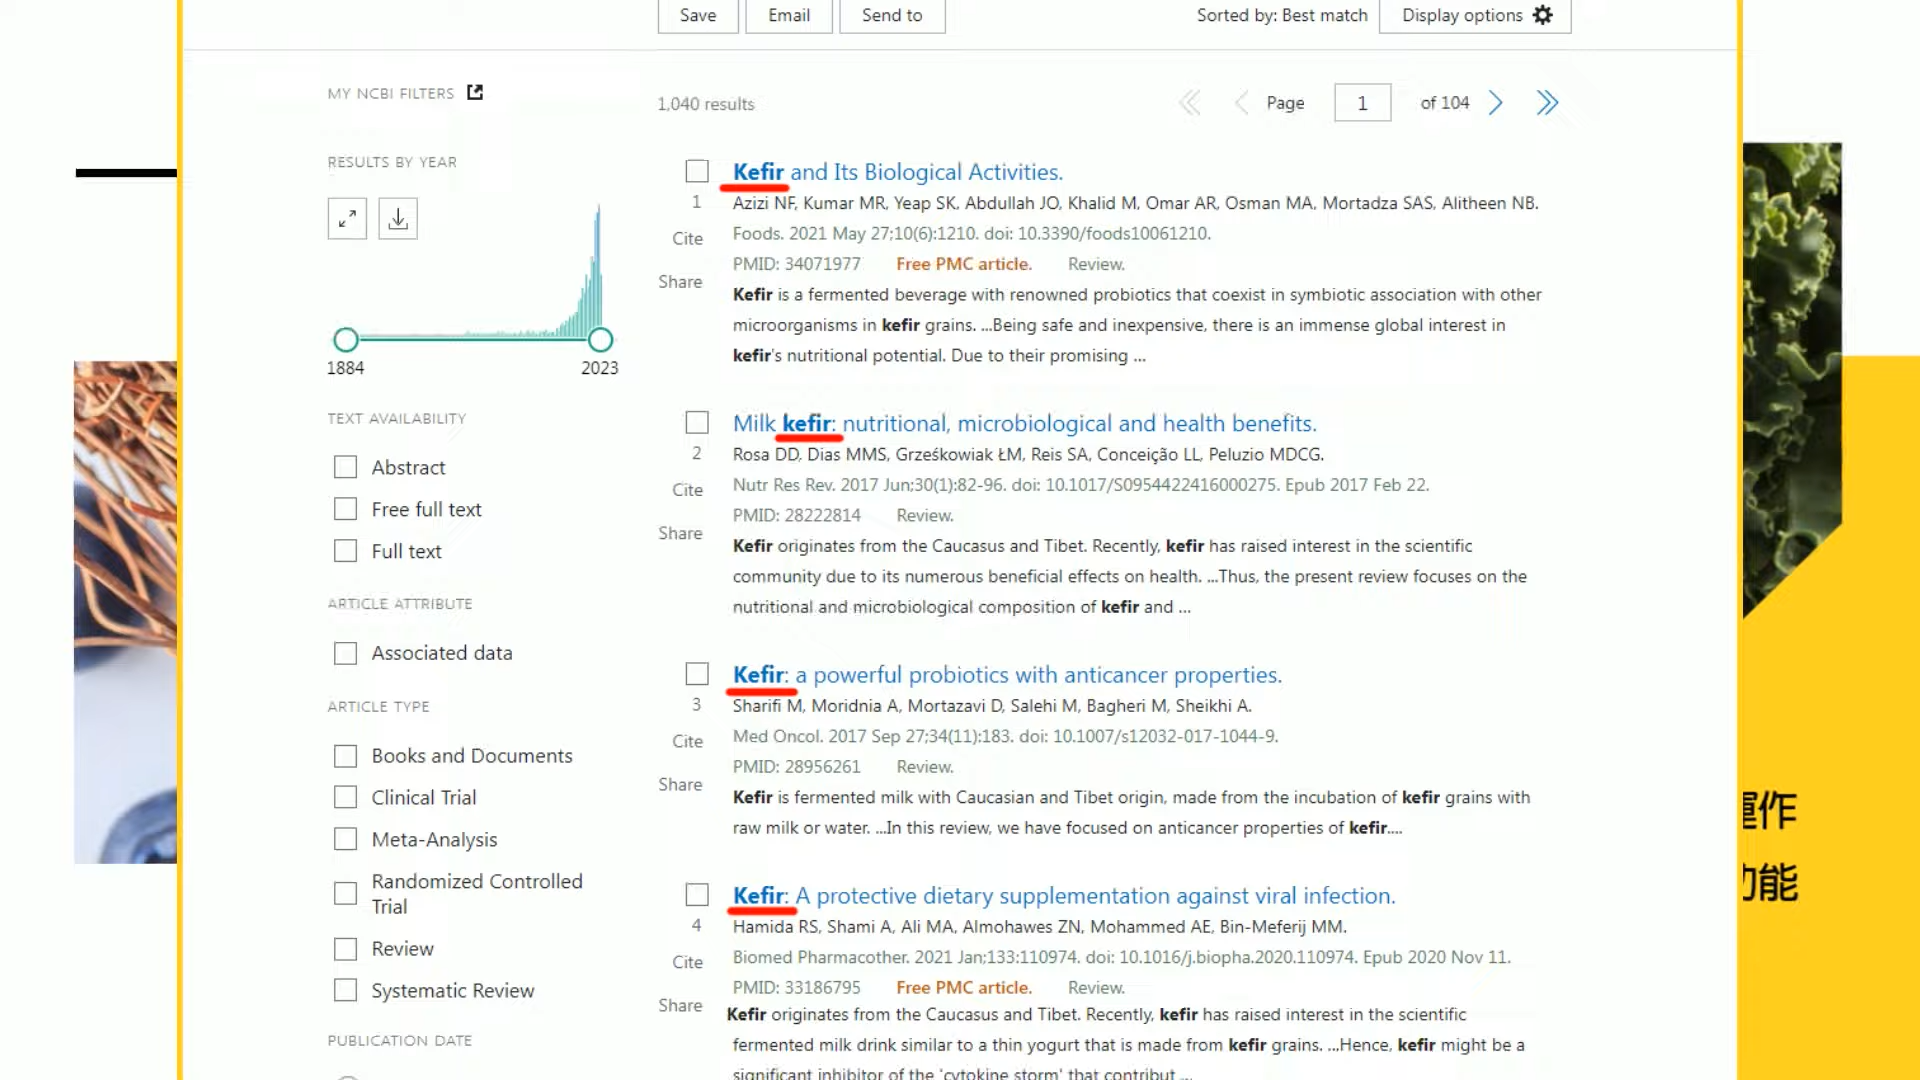 Save
Email
Send to
Sorted by: Best match
Display options
MY NCBI FILTERS
1,040 results
Page
1
of 104
RESULTS BY YEAR
1884
2023
TEXT AVAILABILITY
Abstract
Free full text
Full text
ARTICLE ATTRIBUTE
Associated data
ARTICLE TYPE
Books and Documents
Clinical Trial
Meta-Analysis
Randomized Controlled
Trial
Review
Systematic Review
PUBLICATION DATE
Kefir and Its Biological Activities.
1
Azizi NF, Kumar MR, Yeap SK, Abdullah JO, Khalid M, Omar AR, Osman MA, Mortadza SAS, Alitheen NB.
Cite
Foods. 2021 May 27;10(6):1210. doi: 10.3390/foods10061210.
PMID: 34071977
Free PMC article.
Review.
Share
Kefir is a fermented beverage with renowned probiotics that coexist in symbiotic association with other
microorganisms in kefir grains. ...Being safe and inexpensive, there is an immense global interest in
kefir's nutritional potential. Due to their promising ...
Milk kefir: nutritional, microbiological and health benefits.
2
Rosa DD, Dias MMS, Grześkowiak ŁM, Reis SA, Conceição LL, Peluzio MDCG.
Cite
Nutr Res Rev. 2017 Jun;30(1):82-96. doi: 10.1017/S0954422416000275. Epub 2017 Feb 22.
PMID: 28222814
Review.
Share
Kefir originates from the Caucasus and Tibet. Recently, kefir has raised interest in the scientific
community due to its numerous beneficial effects on health. ...Thus, the present review focuses on the
nutritional and microbiological composition of kefir and ...
Kefir: a powerful probiotics with anticancer properties.
3
Sharifi M, Moridnia A, Mortazavi D, Salehi M, Bagheri M, Sheikhi A.
Cite
Med Oncol. 2017 Sep 27;34(11):183. doi: 10.1007/s12032-017-1044-9.
PMID: 28956261
Review.
Share
Kefir is fermented milk with Caucasian and Tibet origin, made from the incubation of kefir grains with
raw milk or water. ...In this review, we have focused on anticancer properties of kefir....
Kefir: A protective dietary supplementation against viral infection.
4
Hamida RS, Shami A, Ali MA, Almohawes ZN, Mohammed AE, Bin-Meferij MM.
Cite
Biomed Pharmacother. 2021 Jan;133:110974. doi: 10.1016/j.biopha.2020.110974. Epub 2020 Nov 11.
PMID: 33186795
Free PMC article.
Review.
Share
Kefir originates from the Caucasus and Tibet. Recently, kefir has raised interest in the scientific
fermented milk drink similar to a thin yogurt that is made from kefir grains. ...Hence, kefir might be a
significant inhibitor of the 'cytokine storm' that contribut ...
運作
功能